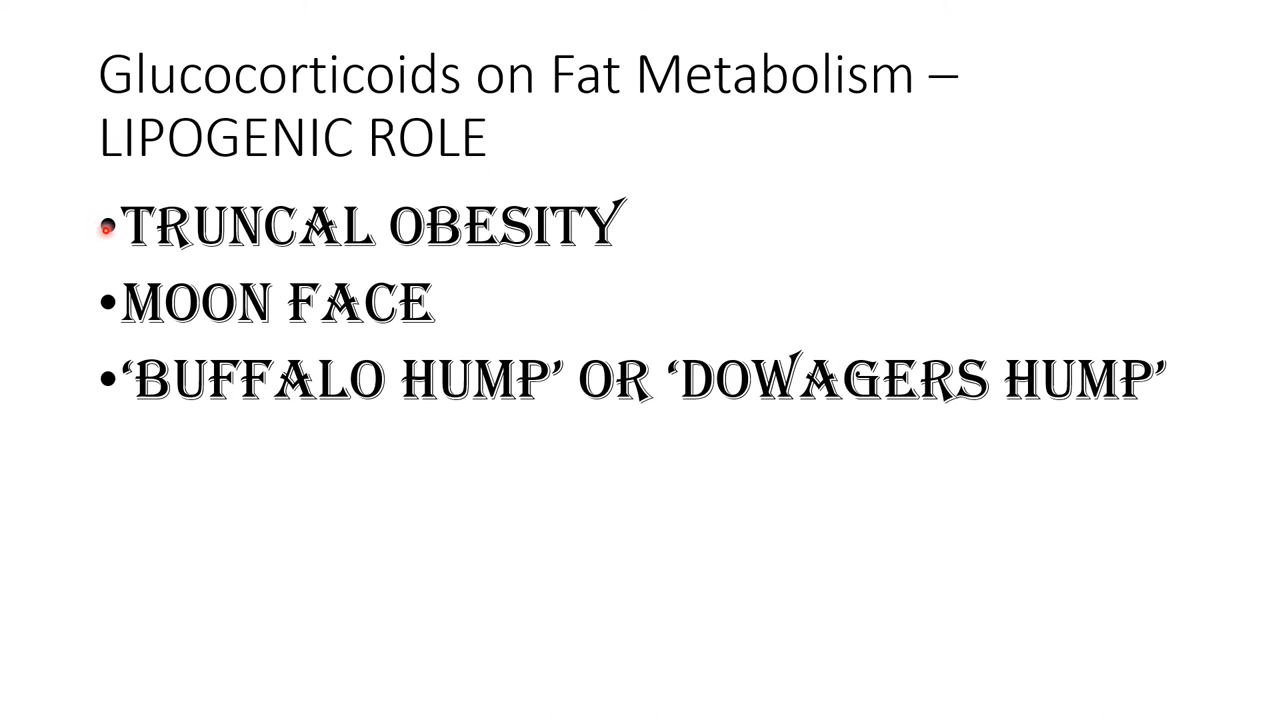 Glucocorticoids on Fat Metabolism –
LIPOGENIC ROLE
•TRUNCAL OBESITY
•MOON FACE
•‘BUFFALO HUMP’ OR ‘DOWAGERS HUMP’